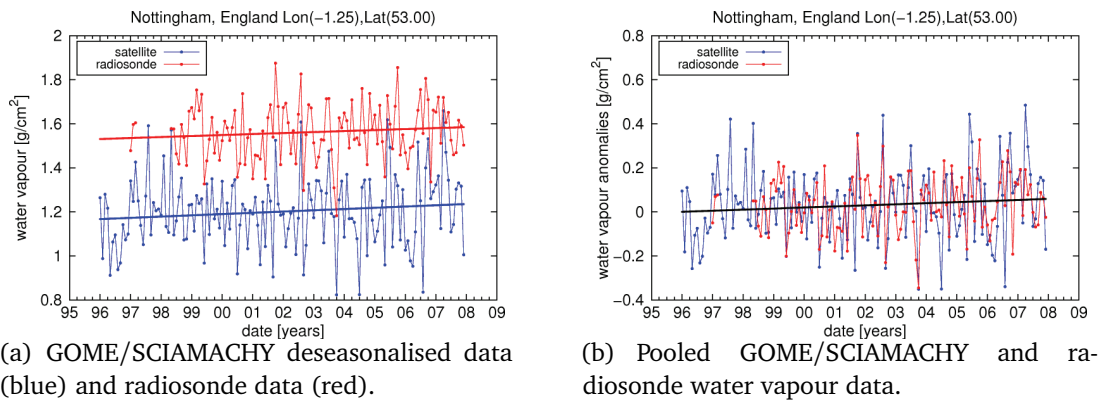 Nottingham, England Lon(−1.25),Lat(53.00)
2
1.8
1.6
1.4
1.2
1
0.8
water vapour [g/cm2]
satellite
radiosonde
95 96 97 98 99 00 01 02 03 04 05 06 07 08 09
date [years]
(a) GOME/SCIAMACHY deseasonalised data
(blue) and radiosonde data (red).
Nottingham, England Lon(−1.25),Lat(53.00)
0.8
0.6
0.4
0.2
0
−0.2
−0.4
water vapour anomalies [g/cm2]
satellite
radiosonde
95 96 97 98 99 00 01 02 03 04 05 06 07 08 09
date [years]
(b) Pooled GOME/SCIAMACHY and ra-
diosonde water vapour data.